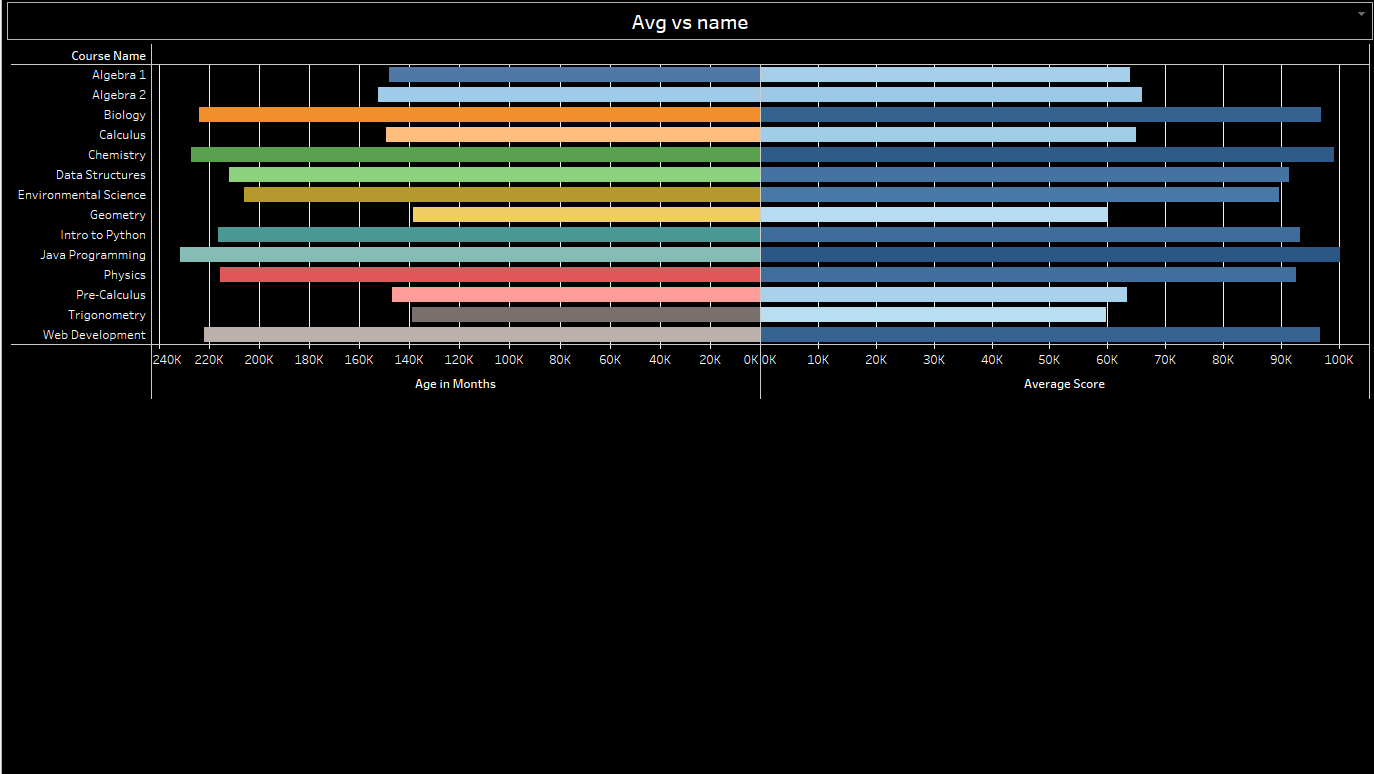 Avg vs name
Course Name
Algebra 1
Algebra 2
Biology
Calculus
Chemistry
Data Structures
Environmental Science
Geometry
Intro to Python
Java Programming
Physics
Pre-Calculus
Trigonometry
Web Development
240K 220K 200K 180K 160K 140K 120K 100K 80K 60K 40K 20K 0K 0K 10K 20K 30K 40K 50K 60K 70K 80K 90K 100K
Age in Months Average Score